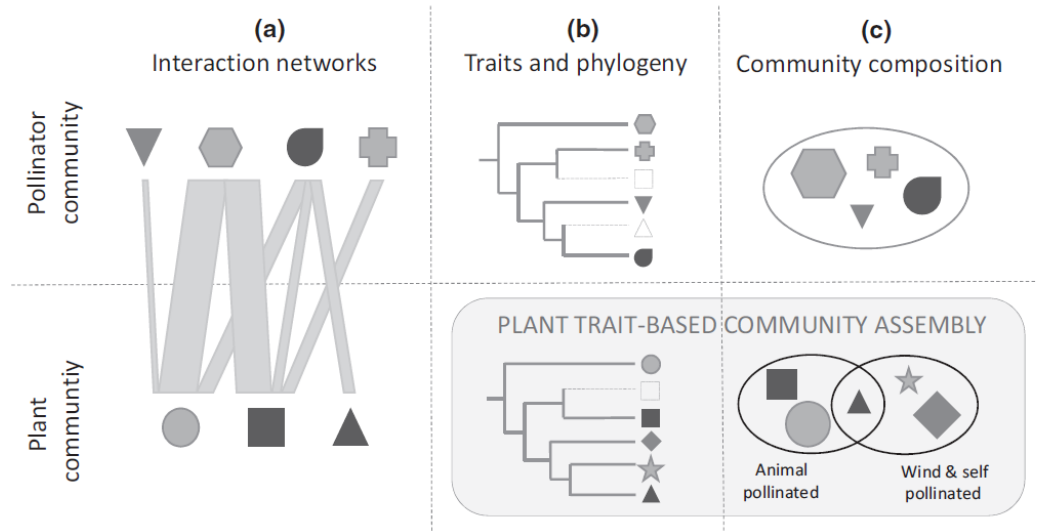 (a)
Interaction networks
(b)
Traits and phylogeny
(c)
Community composition
Pollinator
community
Plant
communtiy
PLANT TRAIT-BASED COMMUNITY ASSEMBLY
Animal
pollinated
Wind & self
pollinated